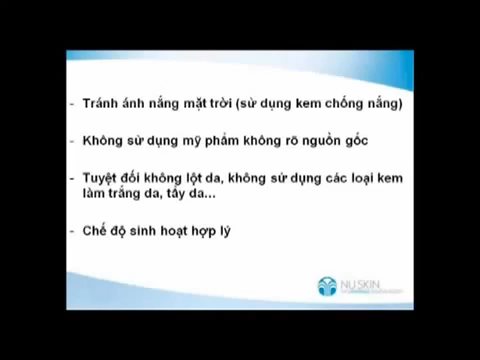 - Tránh ánh nắng mặt trời (sử dụng kem chống nắng)
- Không sử dụng mỹ phẩm không rõ nguồn gốc
- Tuyệt đối không lột da, không sử dụng các loại kem
làm trắng da, tẩy da...
- Chế độ sinh hoạt hợp lý
NU SKIN